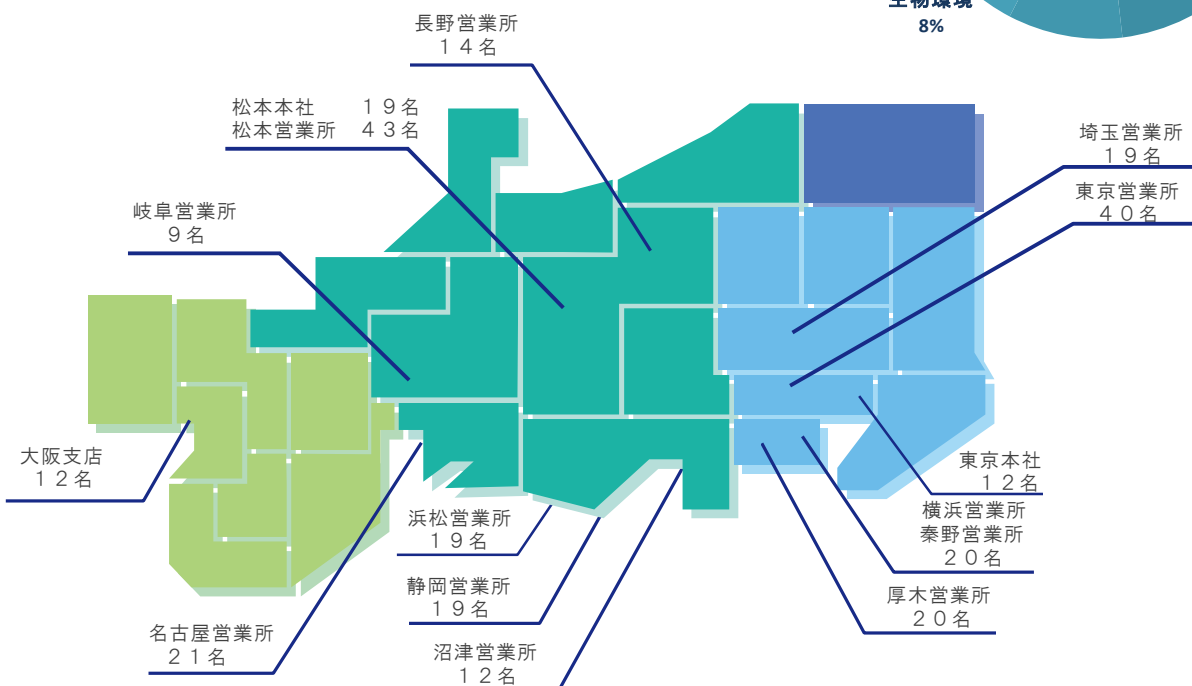 生物環境
8%
長野営業所
１４名
松本本社　１９名
松本営業所　４３名
埼玉営業所
１９名
東京営業所
４０名
岐阜営業所
９名
大阪支店
１２名
東京本社
１２名
横浜営業所
秦野営業所
２０名
浜松営業所
１９名
静岡営業所
１９名
厚木営業所
２０名
名古屋営業所
２１名
沼津営業所
１２名